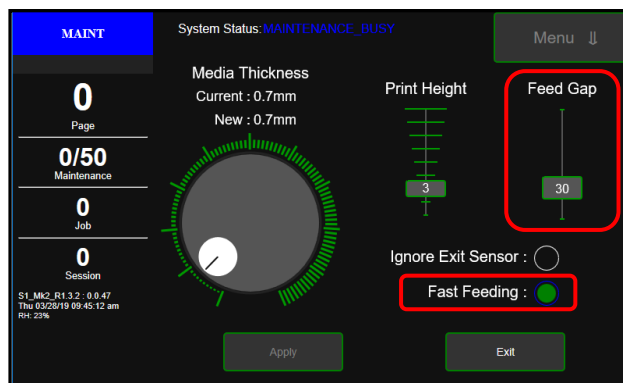 MAINT
System Status: MAINTENANCE_BUSY
Menu ⇓
0
Page
0/50
Maintenance
0
Job
0
Session
S1_Mk2_R1.3.2 : 0.0.47
Thu 03/28/19 09:45:12 am
RH: 23%
Media Thickness
Current : 0.7mm
New : 0.7mm
Print Height
3
Feed Gap
30
Ignore Exit Sensor :
Fast Feeding :
Apply
Exit